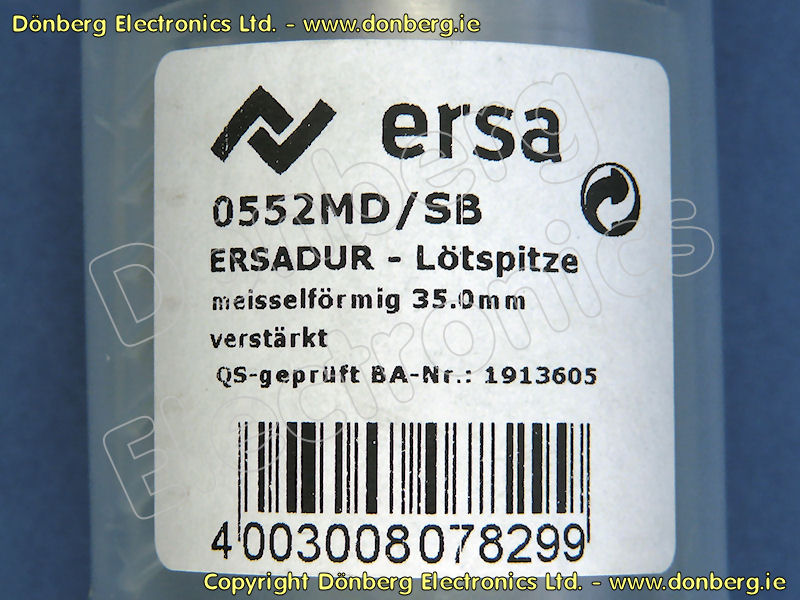 Dönberg Electronics Ltd. - www.donberg.ie
ersa
0552MD/SB
ERSADUR - Lötspitze
meisselförmig 35.0mm
verstärkt
QS-geprüft BA-Nr.: 1913605
4003008078299
Dönberg
Electronics
Copyright Dönberg Electronics Ltd. - www.donberg.ie